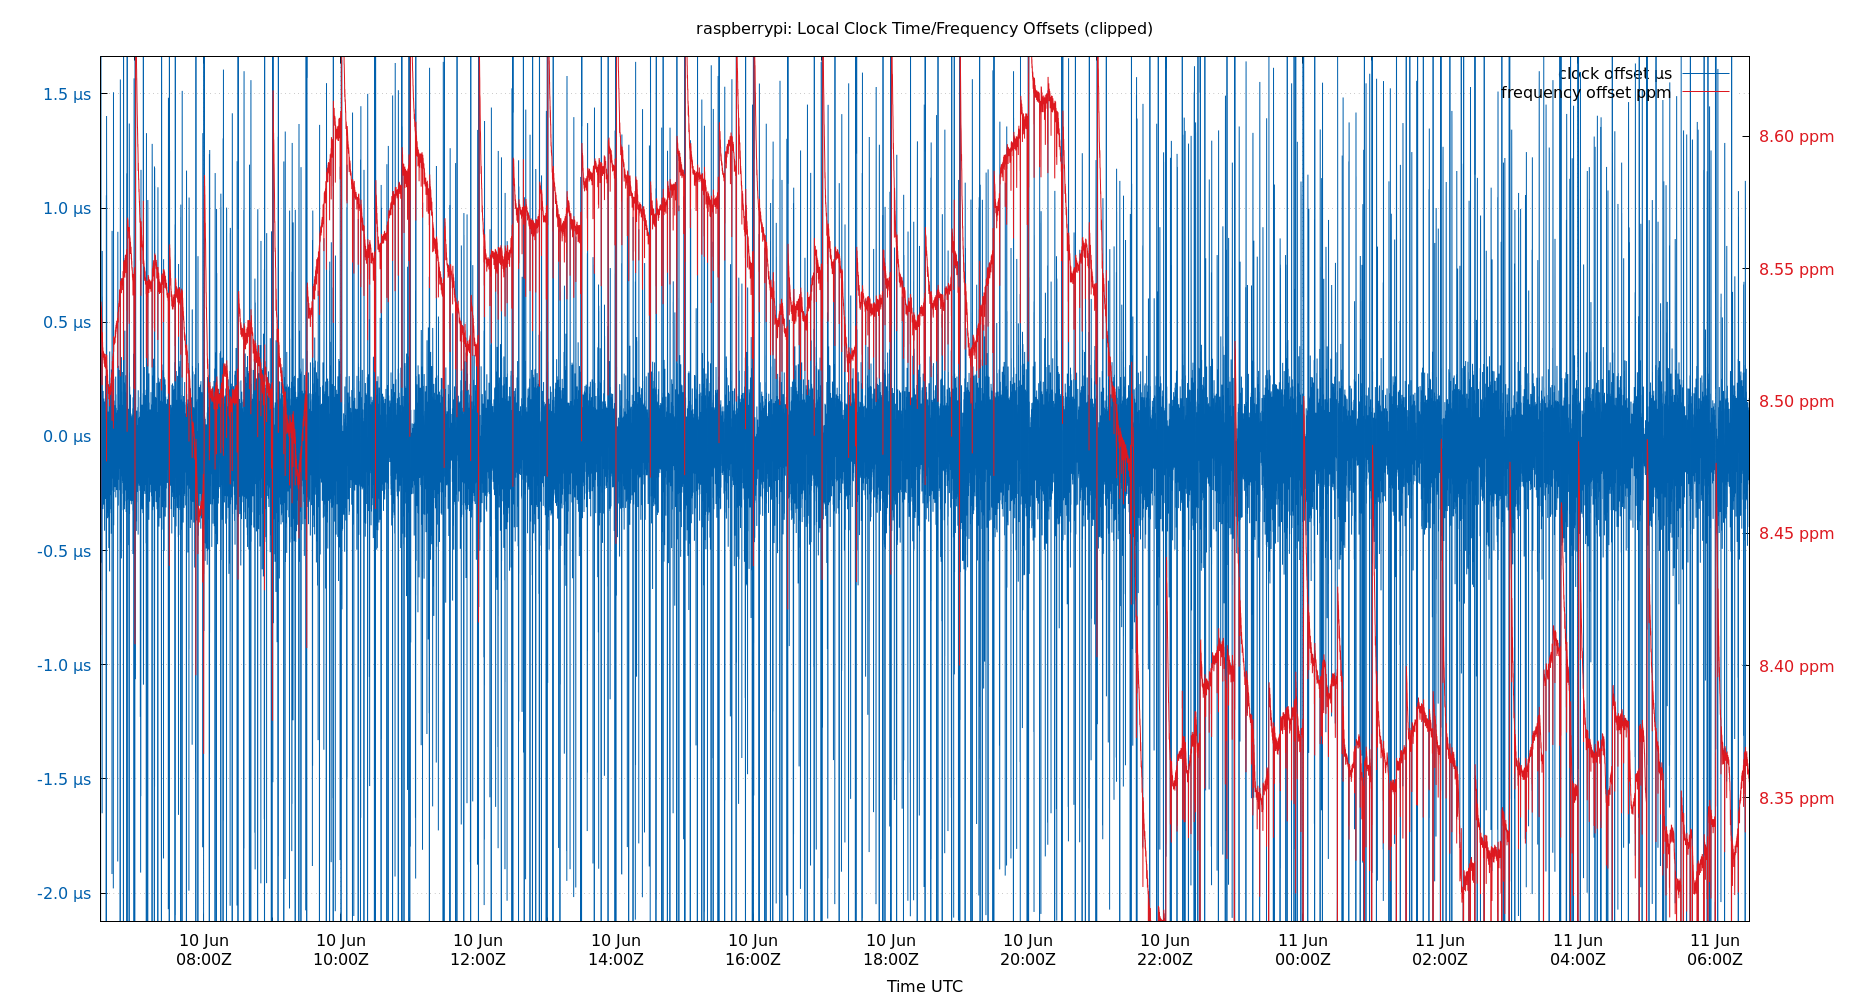 raspberrypi: Local Clock Time/Frequency Offsets (clipped)
clock offset µs
frequency offset ppm
1.5 µs
1.0 µs
0.5 µs
0.0 µs
-0.5 µs
-1.0 µs
-1.5 µs
-2.0 µs
8.60 ppm
8.55 ppm
8.50 ppm
8.45 ppm
8.40 ppm
8.35 ppm
10 Jun 10 Jun 10 Jun 10 Jun 10 Jun 10 Jun 10 Jun 10 Jun 11 Jun 11 Jun 11 Jun 11 Jun
08:00Z 10:00Z 12:00Z 14:00Z 16:00Z 18:00Z 20:00Z 22:00Z 00:00Z 02:00Z 04:00Z 06:00Z
Time UTC